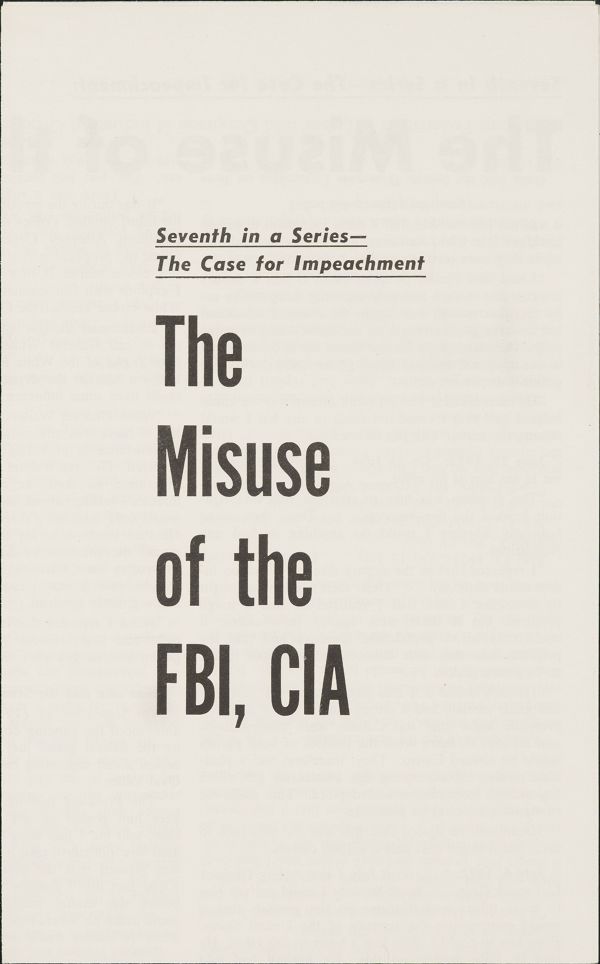 Seventh in a Series—
The Case for Impeachment
The
Misuse
of the
FBI, CIA